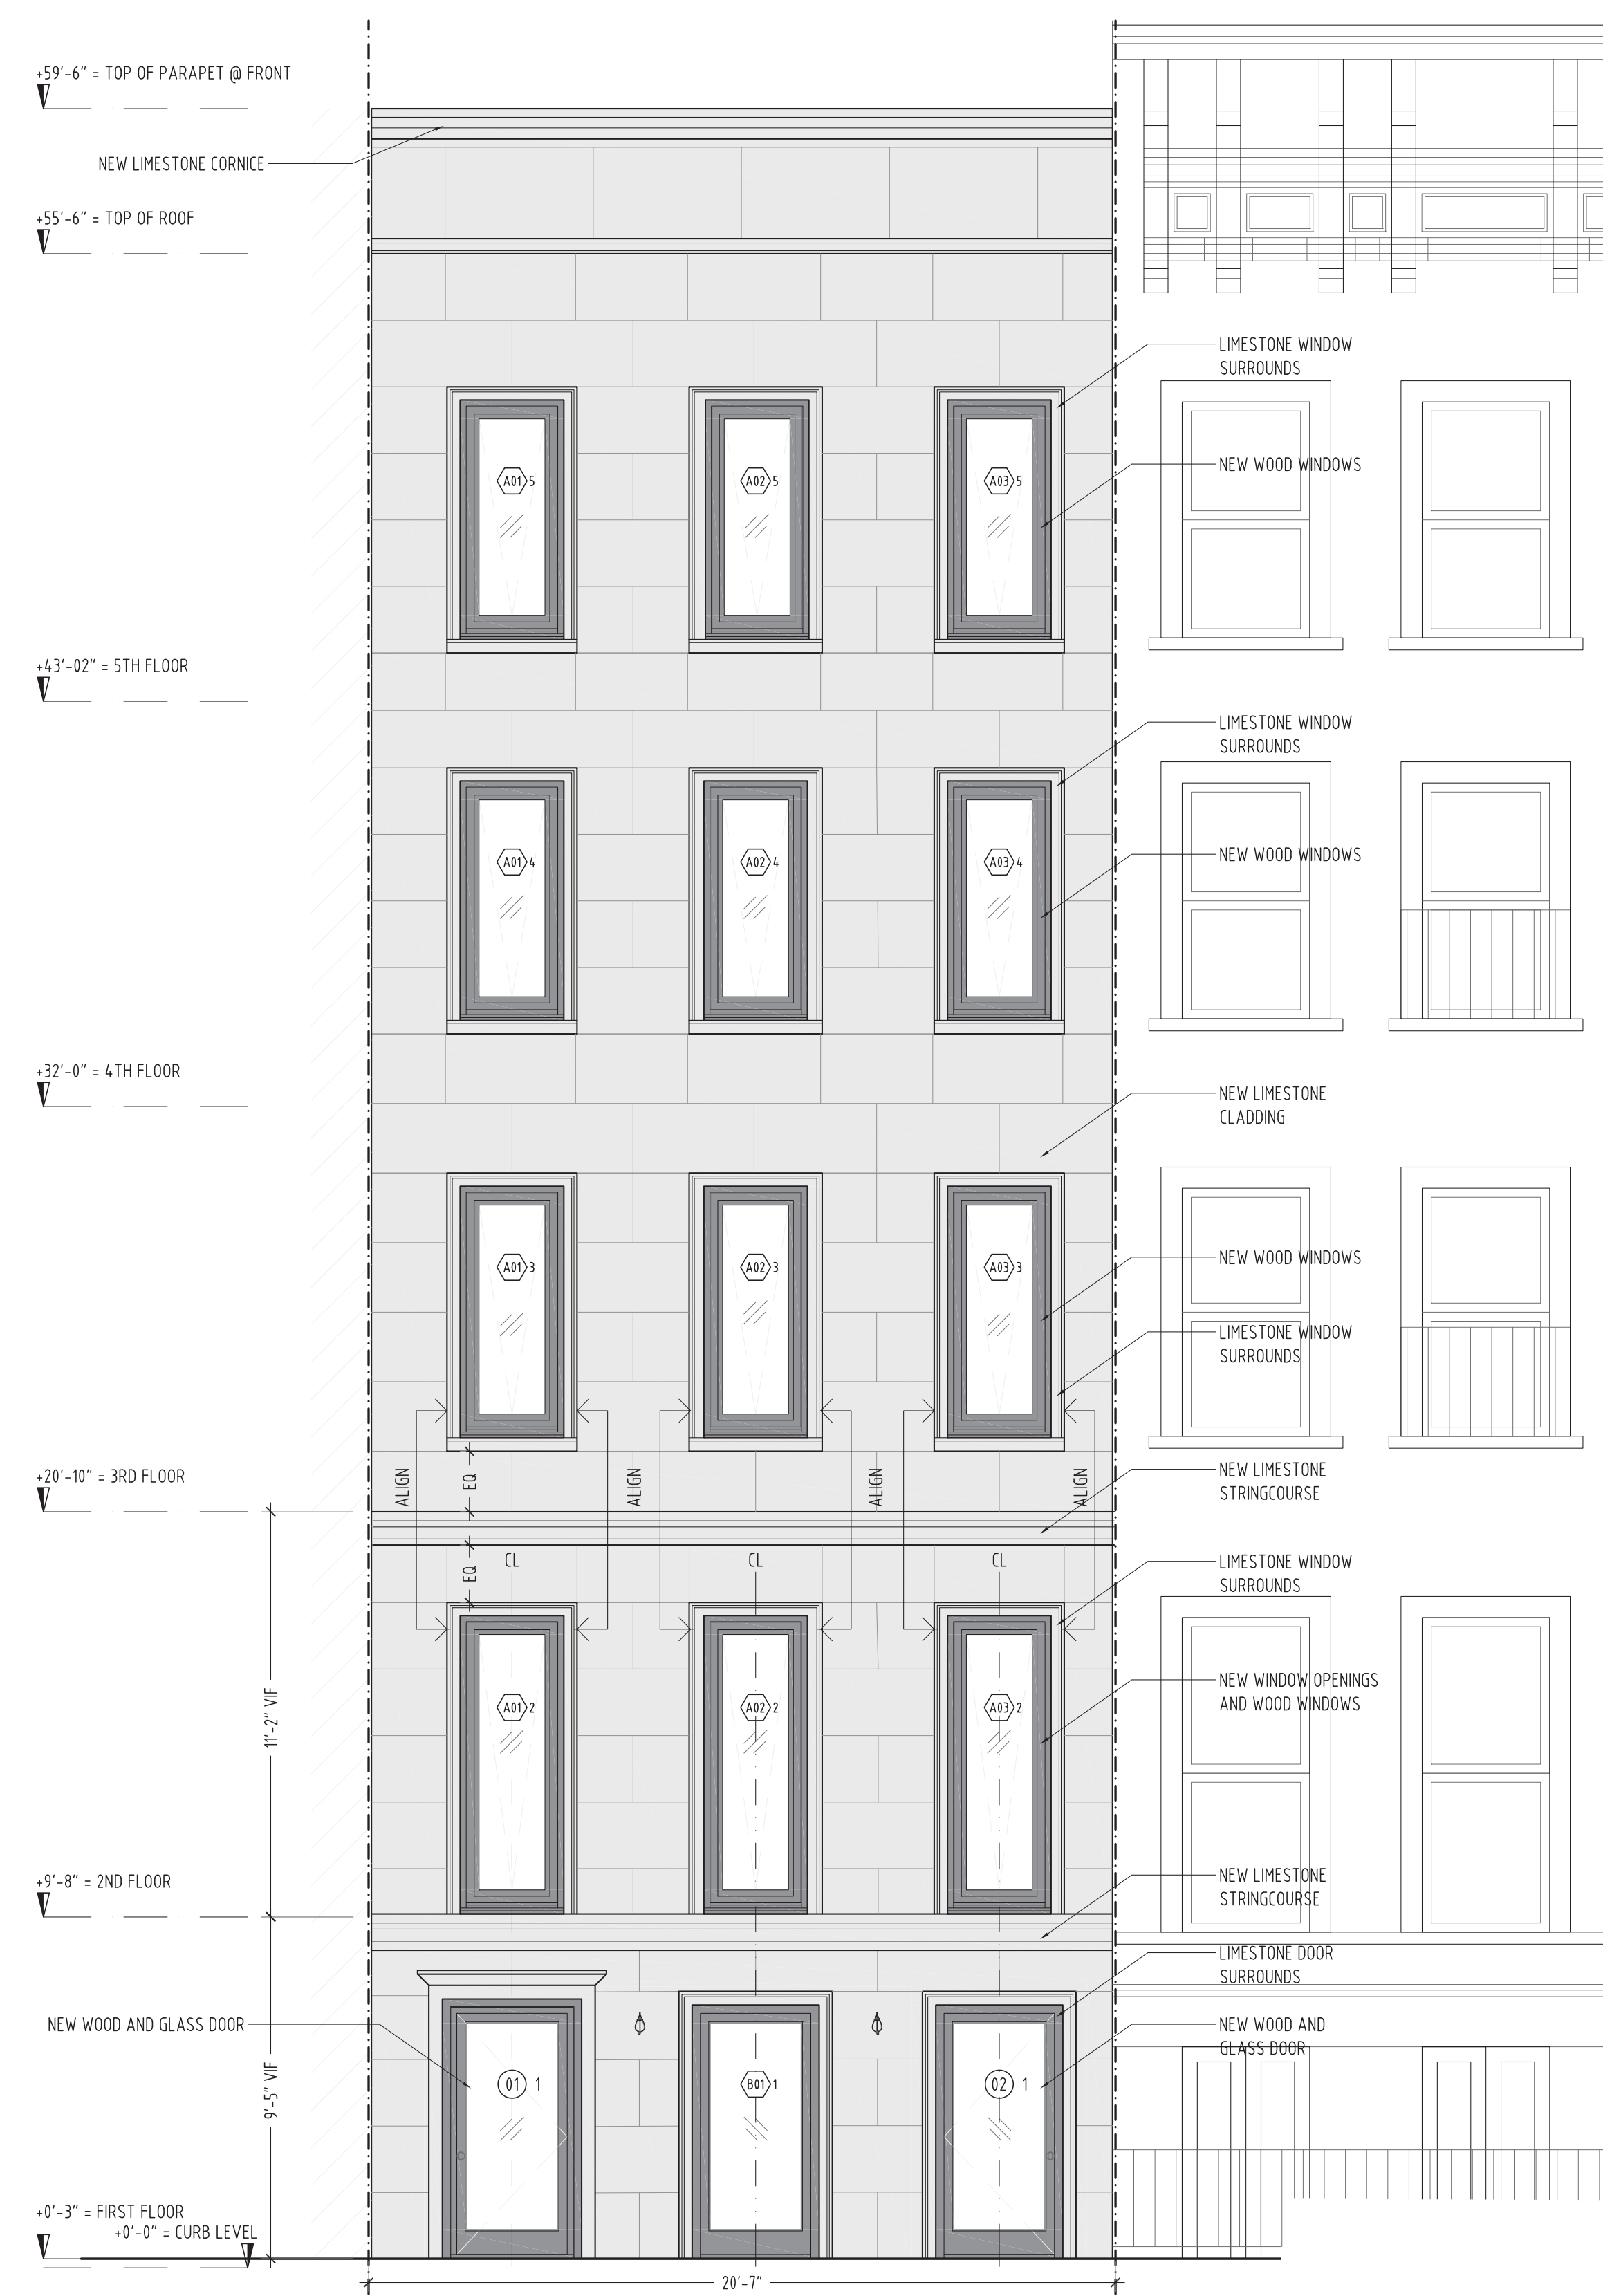 +59'-6" = TOP OF PARAPET @ FRONT
NEW LIMESTONE CORNICE
+55'-6" = TOP OF ROOF
LIMESTONE WINDOW
SURROUNDS
NEW WOOD WINDOWS
A01 5
A02 5
A03 5
+43'-02" = 5TH FLOOR
LIMESTONE WINDOW
SURROUNDS
NEW WOOD WINDOWS
A01 4
A02 4
A03 4
+32'-0" = 4TH FLOOR
NEW LIMESTONE
CLADDING
NEW WOOD WINDOWS
A01 3
A02 3
A03 3
LIMESTONE WINDOW
SURROUNDS
+20'-10" = 3RD FLOOR
ALIGN
EQ
ALIGN
ALIGN
ALIGN
NEW LIMESTONE
STRINGCOURSE
EQ
CL
CL
CL
LIMESTONE WINDOW
SURROUNDS
NEW WINDOW OPENINGS
AND WOOD WINDOWS
11'-2" VIF
A01 2
A02 2
A03 2
+9'-8" = 2ND FLOOR
NEW LIMESTONE
STRINGCOURSE
LIMESTONE DOOR
SURROUNDS
NEW WOOD AND GLASS DOOR
NEW WOOD AND
GLASS DOOR
9'-5" VIF
01 1
B01 1
02 1
+0'-3" = FIRST FLOOR
+0'-0" = CURB LEVEL
20'-7"